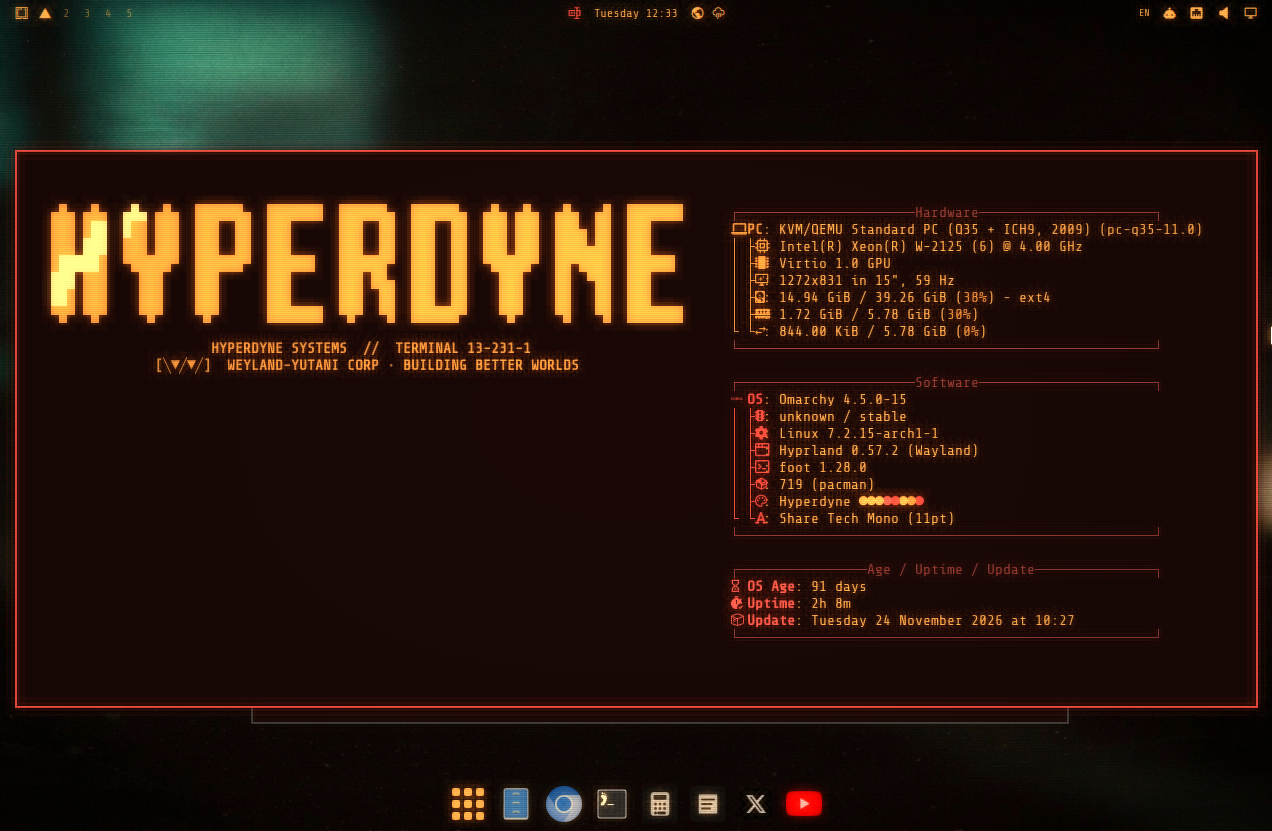 2 3 4 5
Tuesday 12:33
EN
HYPERDYNE
HYPERDYNE SYSTEMS // TERMINAL 13-231-1
[\▼/▼/] WEYLAND-YUTANI CORP · BUILDING BETTER WORLDS
Hardware
PC: KVM/QEMU Standard PC (Q35 + ICH9, 2009) (pc-q35-11.0)
Intel(R) Xeon(R) W-2125 (6) @ 4.00 GHz
Virtio 1.0 GPU
1272x831 in 15", 59 Hz
14.94 GiB / 39.26 GiB (38%) - ext4
1.72 GiB / 5.78 GiB (30%)
844.00 KiB / 5.78 GiB (0%)
Software
OS: Omarchy 4.5.0-15
unknown / stable
Linux 7.2.15-arch1-1
Hyprland 0.57.2 (Wayland)
foot 1.28.0
719 (pacman)
Hyperdyne
Share Tech Mono (11pt)
Age / Uptime / Update
OS Age: 91 days
Uptime: 2h 8m
Update: Tuesday 24 November 2026 at 10:27